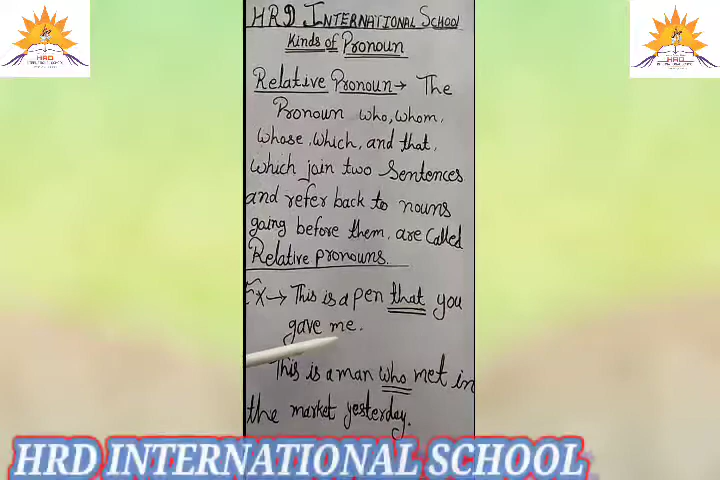 HRD INTERNATIONAL SCHOOL
Kinds of Pronoun
Relative Pronoun→ The
Pronoun who, whom,
whose, which, and that,
which join two Sentences
and refer back to nouns
going before them, are called
Relative pronouns.
Ex→ This is a pen that you
gave me.
This is a man who met in
the market yesterday.
HRD INTERNATIONAL SCHOOL
HRD
HRD